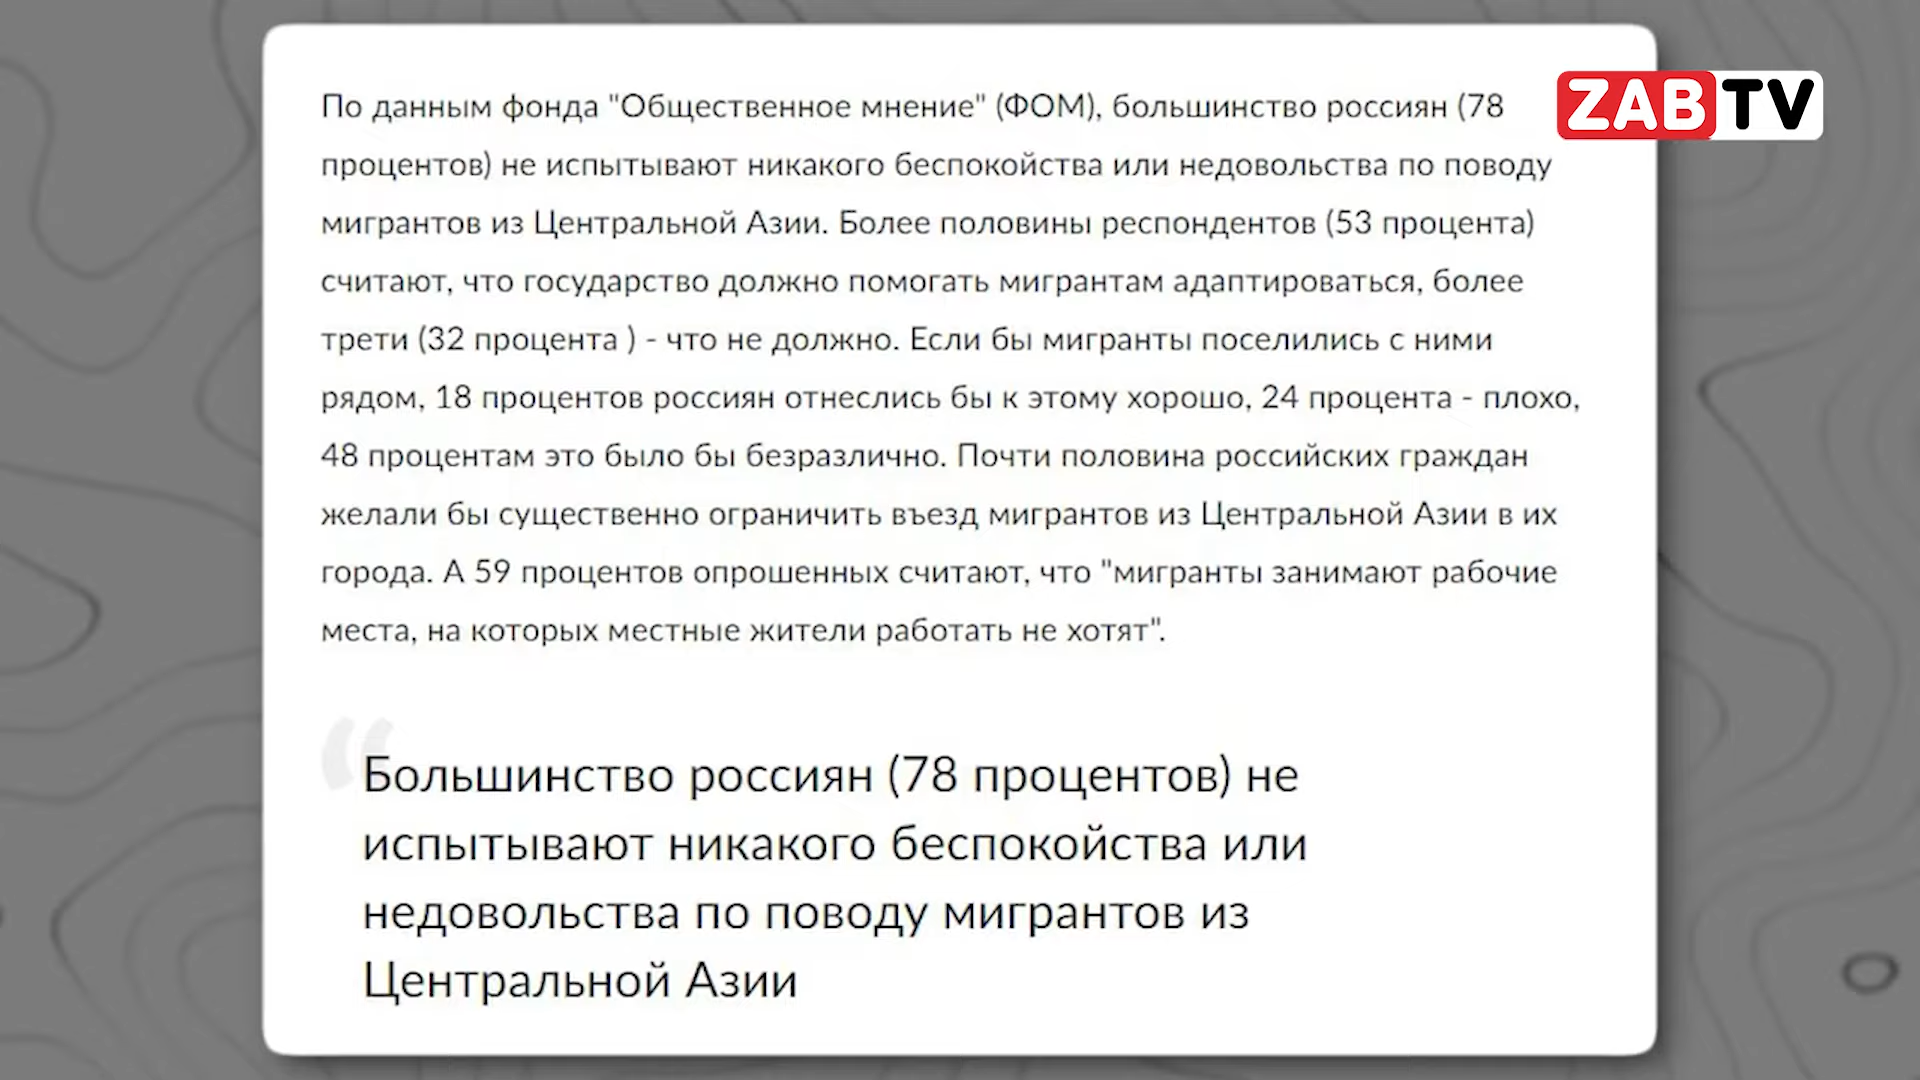 ZABTV
По данным фонда "Общественное мнение" (ФОМ), большинство россиян (78
процентов) не испытывают никакого беспокойства или недовольства по поводу
мигрантов из Центральной Азии. Более половины респондентов (53 процента)
считают, что государство должно помогать мигрантам адаптироваться, более
трети (32 процента ) - что не должно. Если бы мигранты поселились с ними
рядом, 18 процентов россиян отнеслись бы к этому хорошо, 24 процента - плохо,
48 процентам это было бы безразлично. Почти половина российских граждан
желали бы существенно ограничить въезд мигрантов из Центральной Азии в их
города. А 59 процентов опрошенных считают, что "мигранты занимают рабочие
места, на которых местные жители работать не хотят".
“Большинство россиян (78 процентов) не
испытывают никакого беспокойства или
недовольства по поводу мигрантов из
Центральной Азии